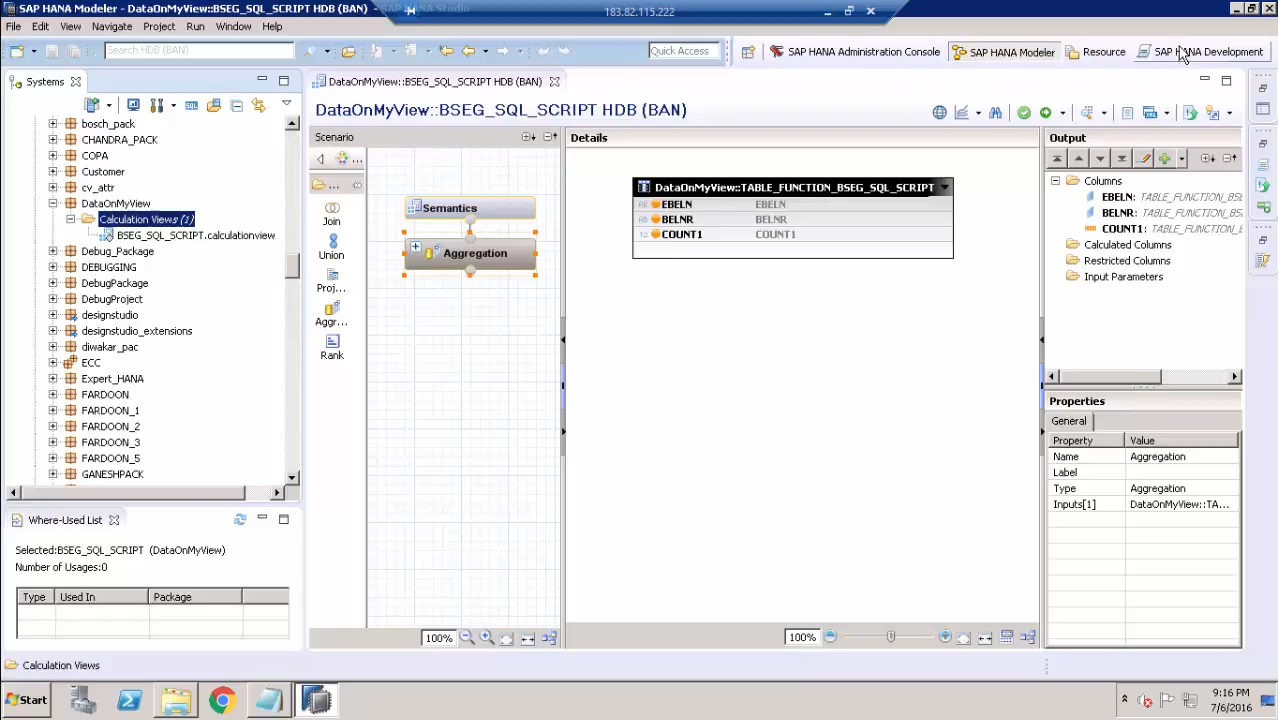 SAP HANA Modeler - DataOnMyView::BSEG_SQL_SCRIPT HDB (BAN) - SAP HANA Studio
183.82.115.222
File Edit View Navigate Project Run Window Help
Search HDB (BAN)
Quick Access
SAP HANA Administration Console
SAP HANA Modeler
Resource
SAP HANA Development
Systems
bosch_pack
CHANDRA_PACK
COPA
Customer
cv_attr
DataOnMyView
Calculation Views (1)
BSEG_SQL_SCRIPT.calculationview
Debug_Package
DEBUGGING
DebugPackage
DebugProject
designstudio
designstudio_extensions
diwakar_pac
ECC
Expert_HANA
FARDOON
FARDOON_1
FARDOON_2
FARDOON_3
FARDOON_5
GANESHPACK
Where-Used List
Selected:BSEG_SQL_SCRIPT (DataOnMyView)
Number of Usages:0
Type Used In Package
Calculation Views
DataOnMyView::BSEG_SQL_SCRIPT HDB (BAN)
DataOnMyView::BSEG_SQL_SCRIPT HDB (BAN)
Scenario
...
...
Join
Union
Proj...
Aggr...
Rank
Semantics
Aggregation
100%
Details
DataOnMyView::TABLE_FUNCTION_BSEG_SQL_SCRIPT
EBELN EBELN
BELNR BELNR
12 COUNT1 COUNT1
100%
Output
Columns
EBELN: TABLE_FUNCTION_B
BELNR: TABLE_FUNCTION_B
COUNT1: TABLE_FUNCTION_
Calculated Columns
Restricted Columns
Input Parameters
Properties
General
Property Value
Name Aggregation
Label
Type Aggregation
Inputs[1] DataOnMyView::TA...
Start
9:16 PM
7/6/2016